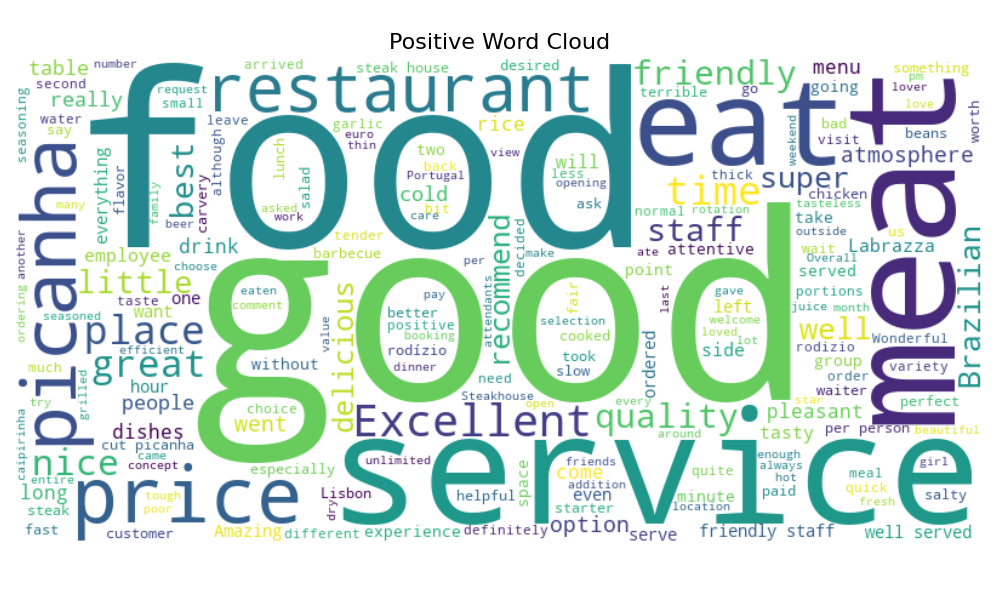 Positive Word Cloud
table
number
second
really
water
say
seasoning
request
small
arrived
steak house
desired
restaurant
friendly
terrible
go
menu
going
something
pm
lover
love
worth
food
eat
meat
picanha
everything
flavor
family
many
best
carvery
although
leave
beer
lunch
garlic
euro
thin
salad
asked
work
rice
two
back
Portugal
cold
bit
care
view
will
less
opening
ask
time
super
thick
weekend
bad
visit
beans
atmosphere
chicken
tasteless
staff
normal
rotation
ate
attentive
take
outside
us
wait
Overall
Labrazza
served
Brazilian
another
ordering
employee
drink
choose
little
taste
one
want
seasoned
tender
barbecue
per
decided
make
recommend
attendants
point
last
good
eaten
comment
value
delicious
pay
better
positive
booking
rodízio
dinner
fair
selection
cooked
took
slow
gave
left
welcome
loved
lot
side
ordered
portions
juice
month
well
Wonderful
rodizio
group
variety
order
waiter
place
efficient
great
much
try
grilled
hour
people
without
need
Steakhouse
open
every
star
perfect
pleasant
caipirinha
dishes
cut picanha
came
concept
entire
choice
went
Excellent
quality
around
tasty
per person
beautiful
nice
long
steak
fast
price
tough
poor
customer
Amazing
especially
different
unlimited
Lisbon
dry
experience
service
helpful
definitely
space
friends
addition
come
even
starter
option
quite
minute
location
serve
enough
always
hot
paid
meal
quick
fresh
girl
salty
friendly staff
well served